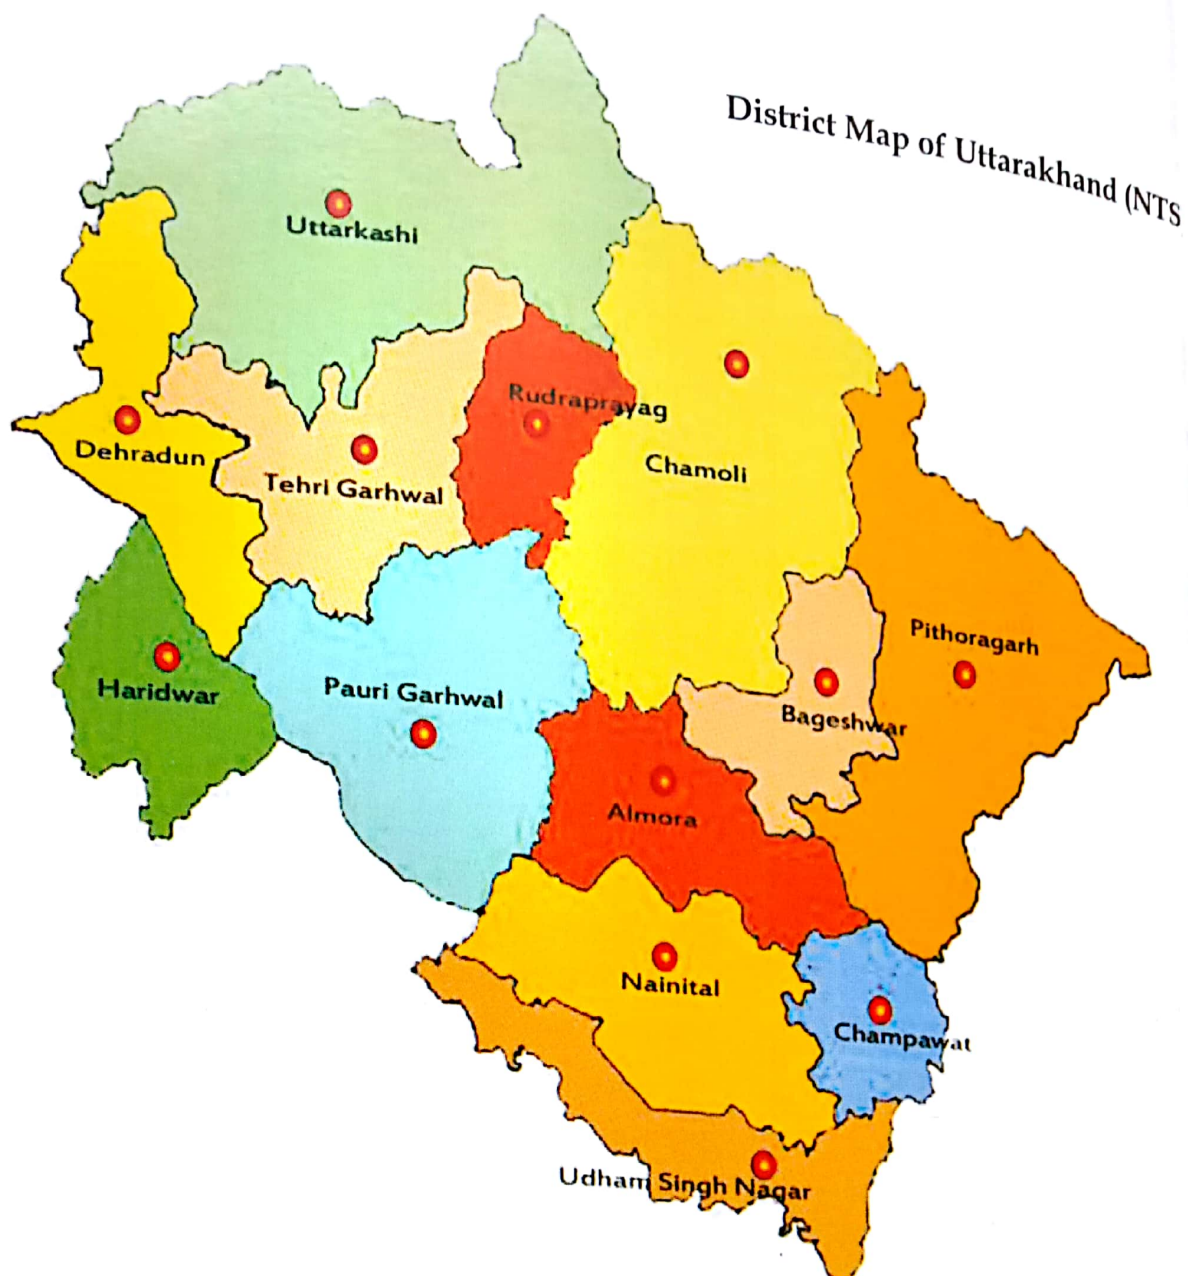 District Map of Uttarakhand (NTS
Uttarkashi
Rudraprayag
Dehradun
Tehri Garhwal
Chamoli
Pithoragarh
Haridwar
Pauri Garhwal
Bageshwar
Almora
Nainital
Champawat
Udham Singh Nagar